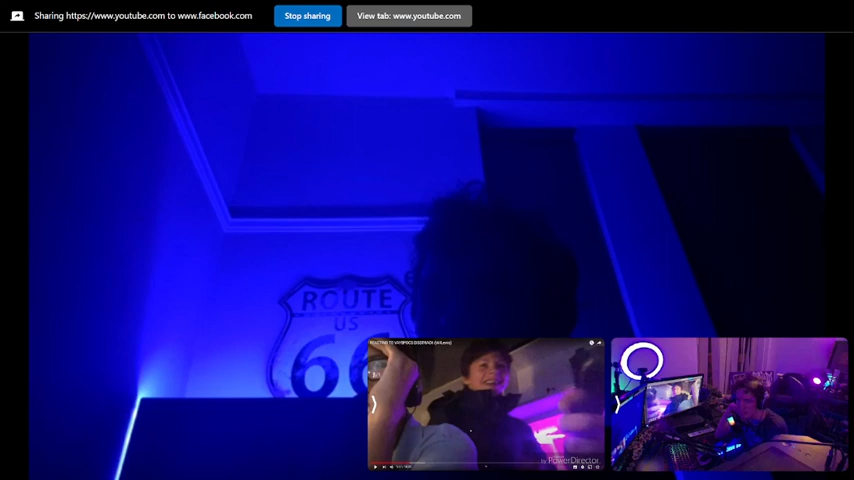 Sharing https://www.youtube.com to www.facebook.com
Stop sharing
View tab: www.youtube.com
ROUTE
US
66
by PowerDirector